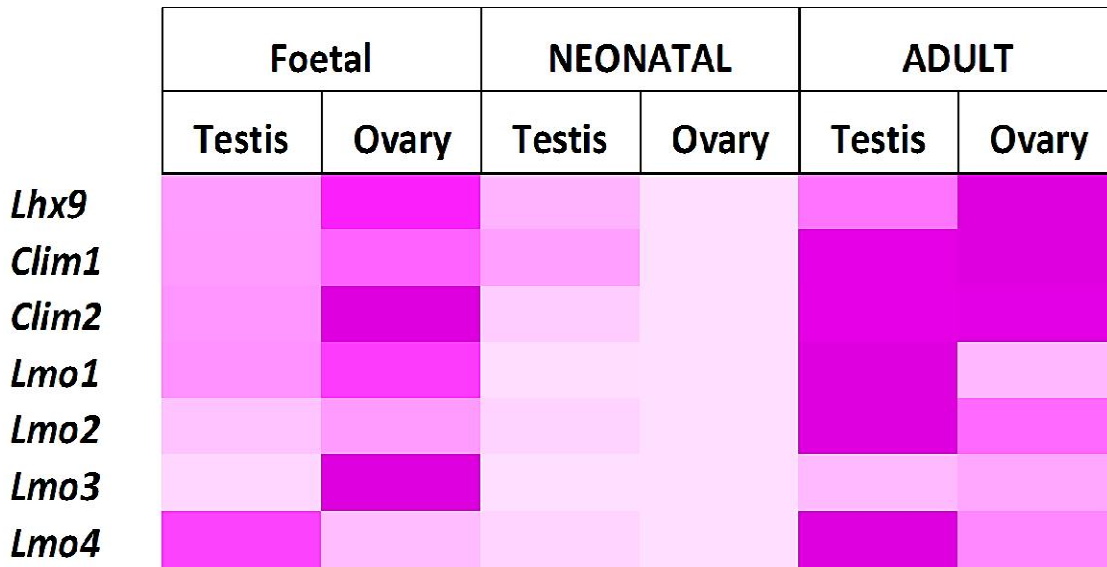 Foetal NEONATAL ADULT
Testis Ovary Testis Ovary Testis Ovary
Lhx9
Clim1
Clim2
Lmo1
Lmo2
Lmo3
Lmo4